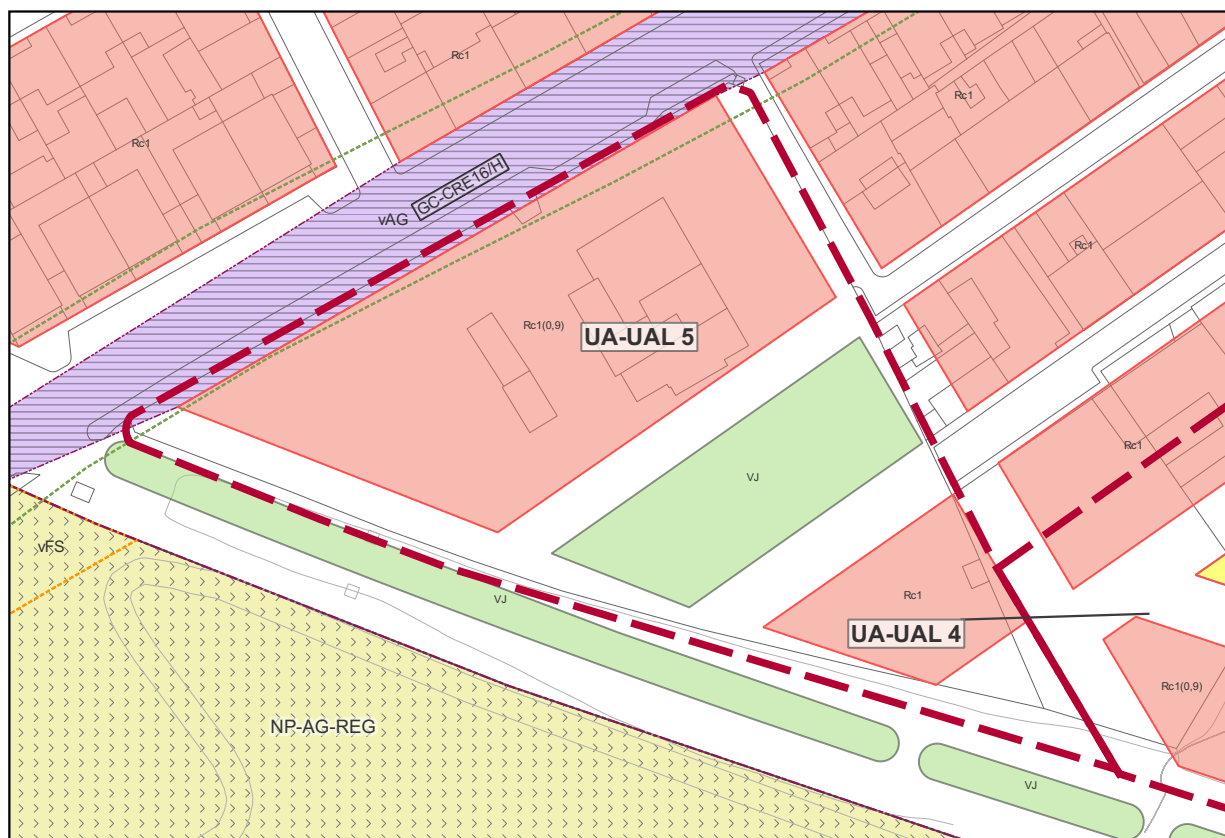 Rc1
Rc1
Rc1
GC-CRE16/H
vAG
Rc1
Rc1(0,9)
UA-UAL 5
Rc1
VJ
vFS
VJ
Rc1
UA-UAL 4
Rc1(0,9)
NP-AG-REG
VJ